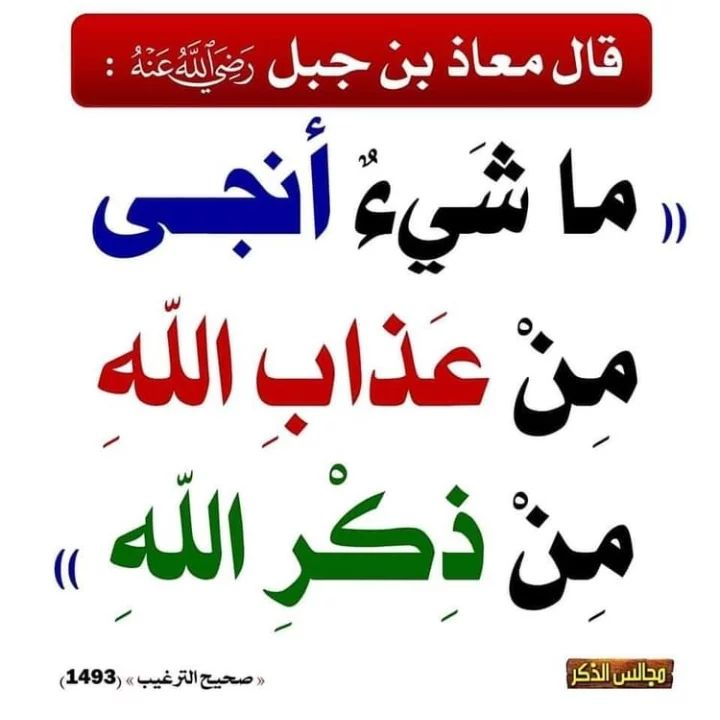 قال معاذ بن جبل رَضِيَ اللَّهُ عَنْهُ :
(( ما شَيءٌ أنجى
مِنْ عَذابِ اللّهِ
مِنْ ذِكْرِ اللّهِ ))
« صحيح الترغيب » (1493)
مجالس الذكر